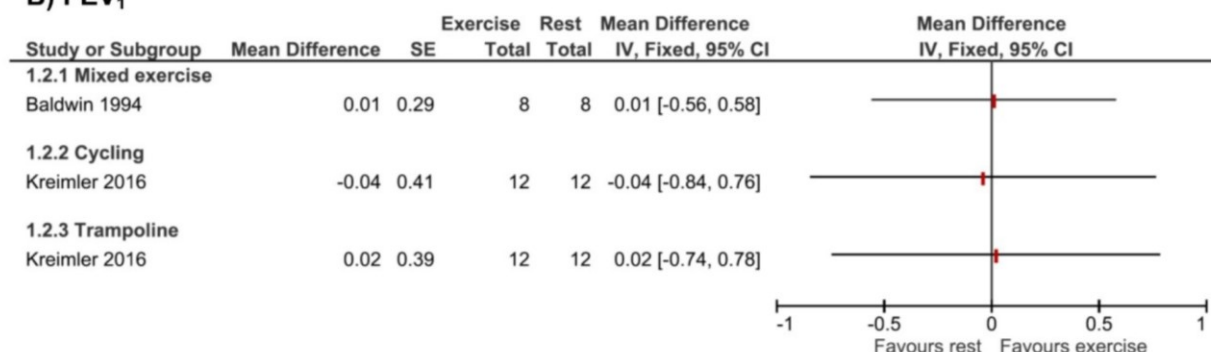 B) FEV1
Exercise Rest Mean Difference Mean Difference
Study or Subgroup Mean Difference SE Total Total IV, Fixed, 95% CI IV, Fixed, 95% CI
1.2.1 Mixed exercise
Baldwin 1994 0.01 0.29 8 8 0.01 [-0.56, 0.58]
1.2.2 Cycling
Kreimler 2016 -0.04 0.41 12 12 -0.04 [-0.84, 0.76]
1.2.3 Trampoline
Kreimler 2016 0.02 0.39 12 12 0.02 [-0.74, 0.78]
-1 -0.5 0 0.5 1
Favours rest Favours exercise